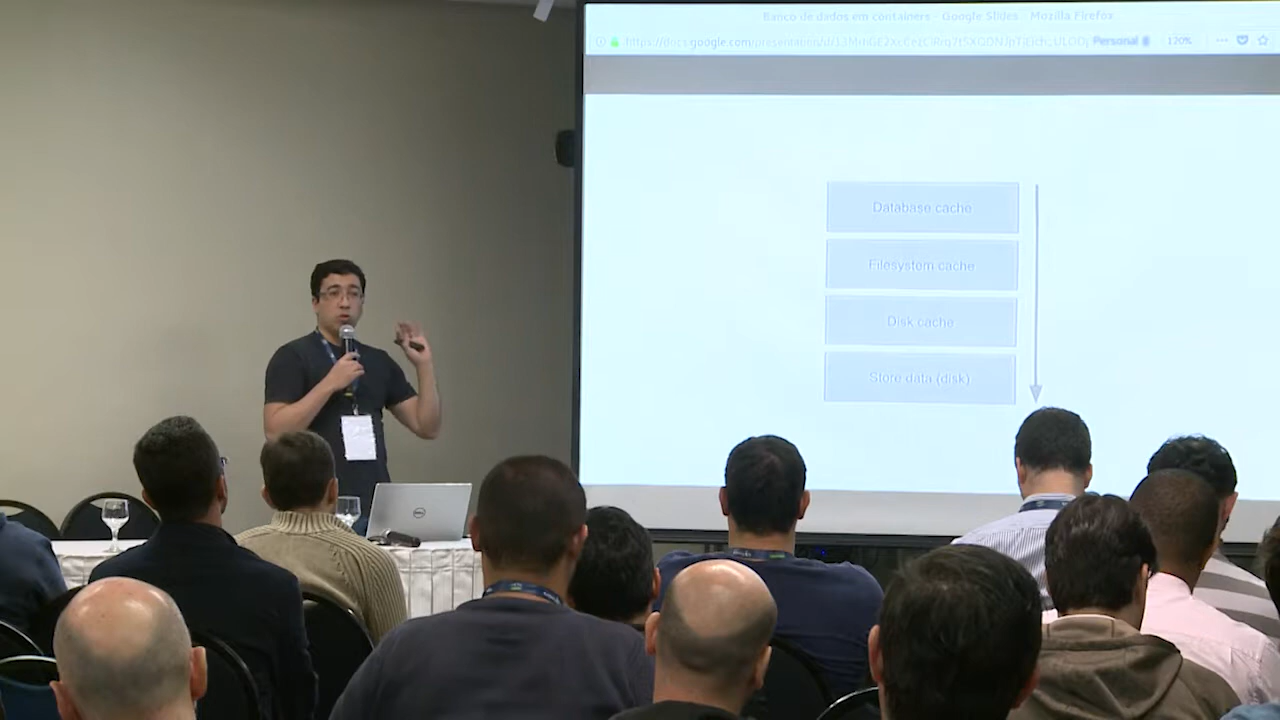 Banco de dados em containers - Google Slides - Mozilla Firefox
Personal 120%
Database cache
Filesystem cache
Disk cache
Store data (disk)
DELL